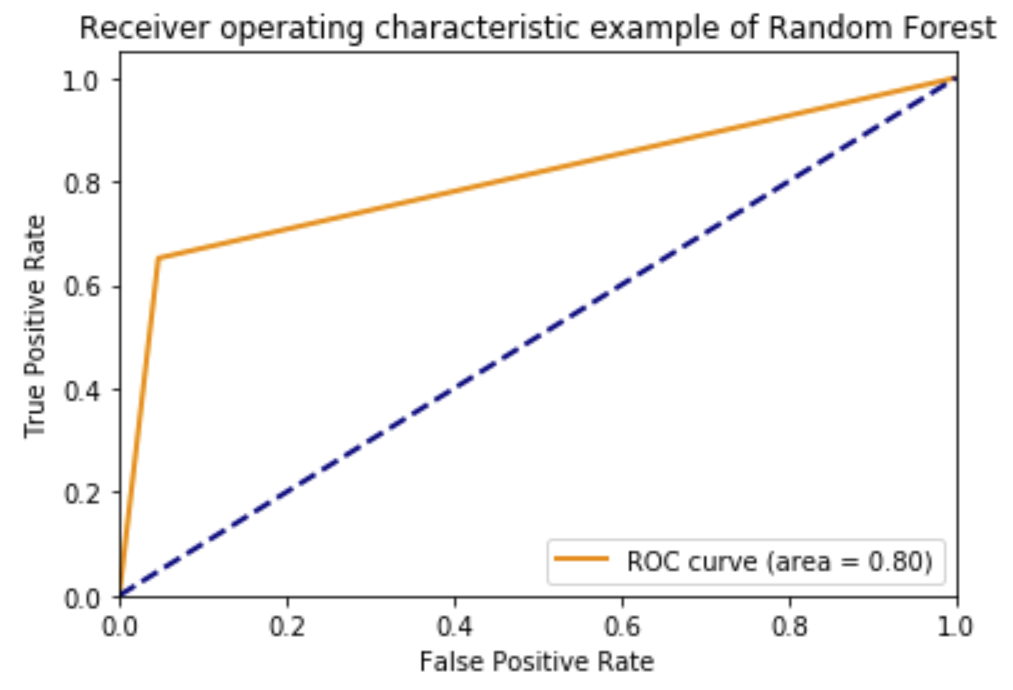 Receiver operating characteristic example of Random Forest
1.0
0.8
0.6
0.4
0.2
0.0
True Positive Rate
ROC curve (area = 0.80)
0.0 0.2 0.4 0.6 0.8 1.0
False Positive Rate